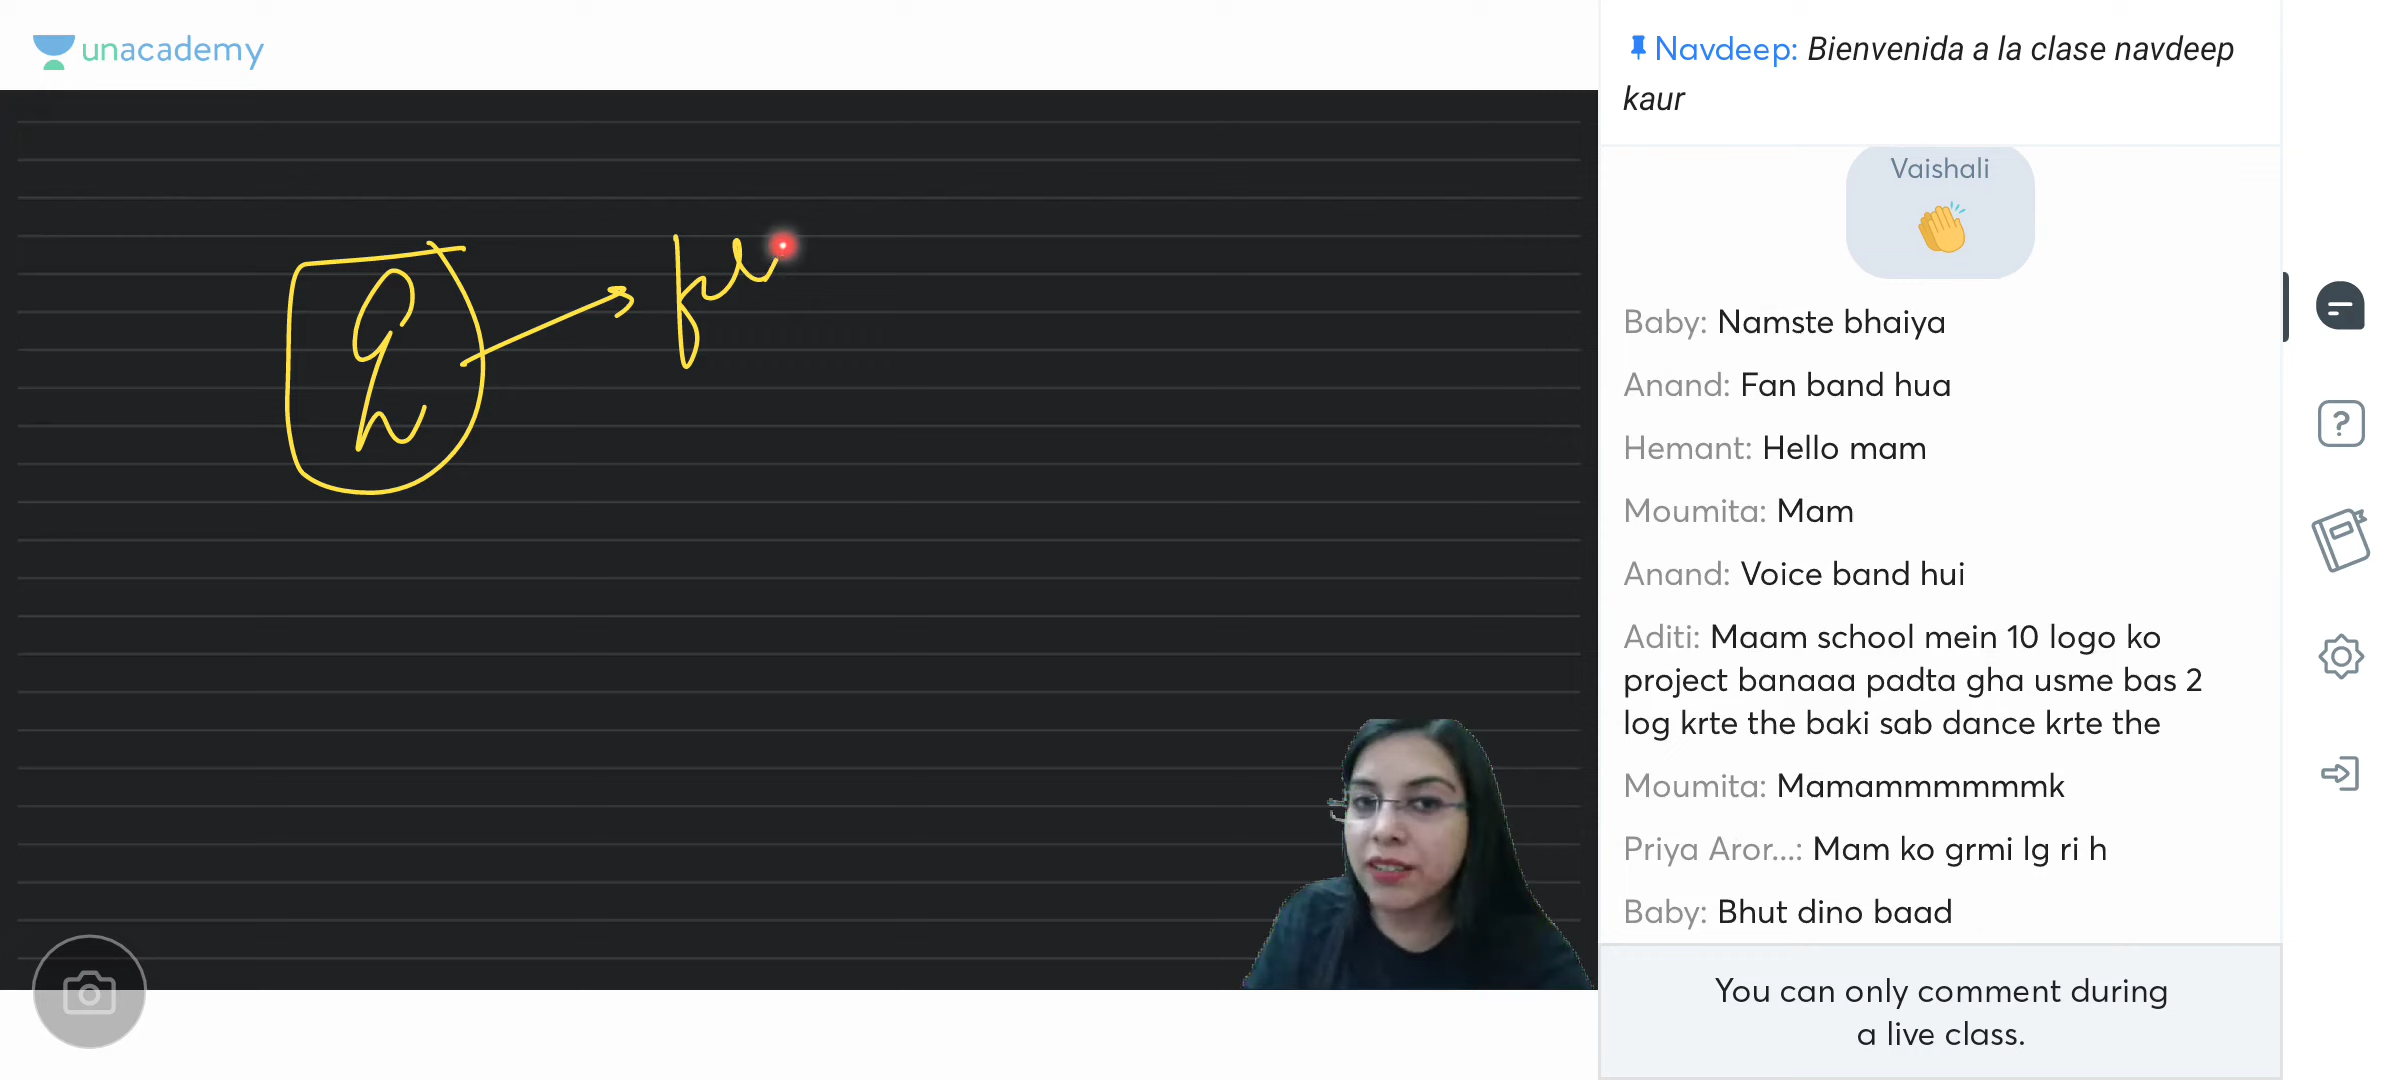 unacademy
Navdeep: Bienvenida a la clase navdeep
kaur
Vaishali
Baby: Namste bhaiya
Anand: Fan band hua
Hemant: Hello mam
Moumita: Mam
Anand: Voice band hui
Aditi: Maam school mein 10 logo ko
project banaaa padta gha usme bas 2
log krte the baki sab dance krte the
Moumita: Mamammmmmmk
Priya Aror...: Mam ko grmi lg ri h
Baby: Bhut dino baad
You can only comment during
a live class.